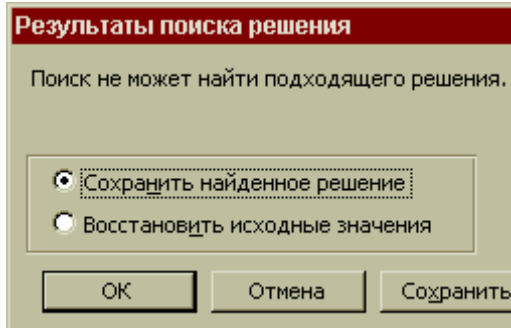 Результаты поиска решения
Поиск не может найти подходящего решения.
Сохранить найденное решение
Восстановить исходные значения
ОК Отмена Сохранить